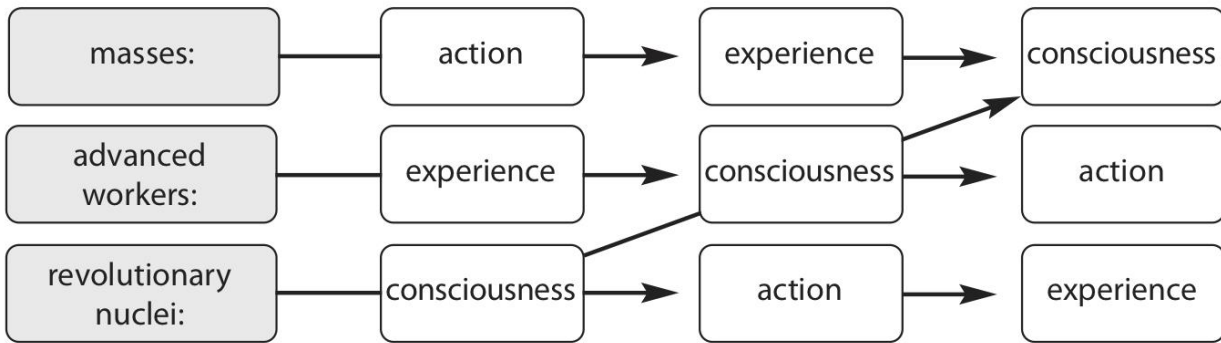 masses:
action
experience
consciousness
advanced
workers:
experience
consciousness
action
revolutionary
nuclei:
consciousness
action
experience